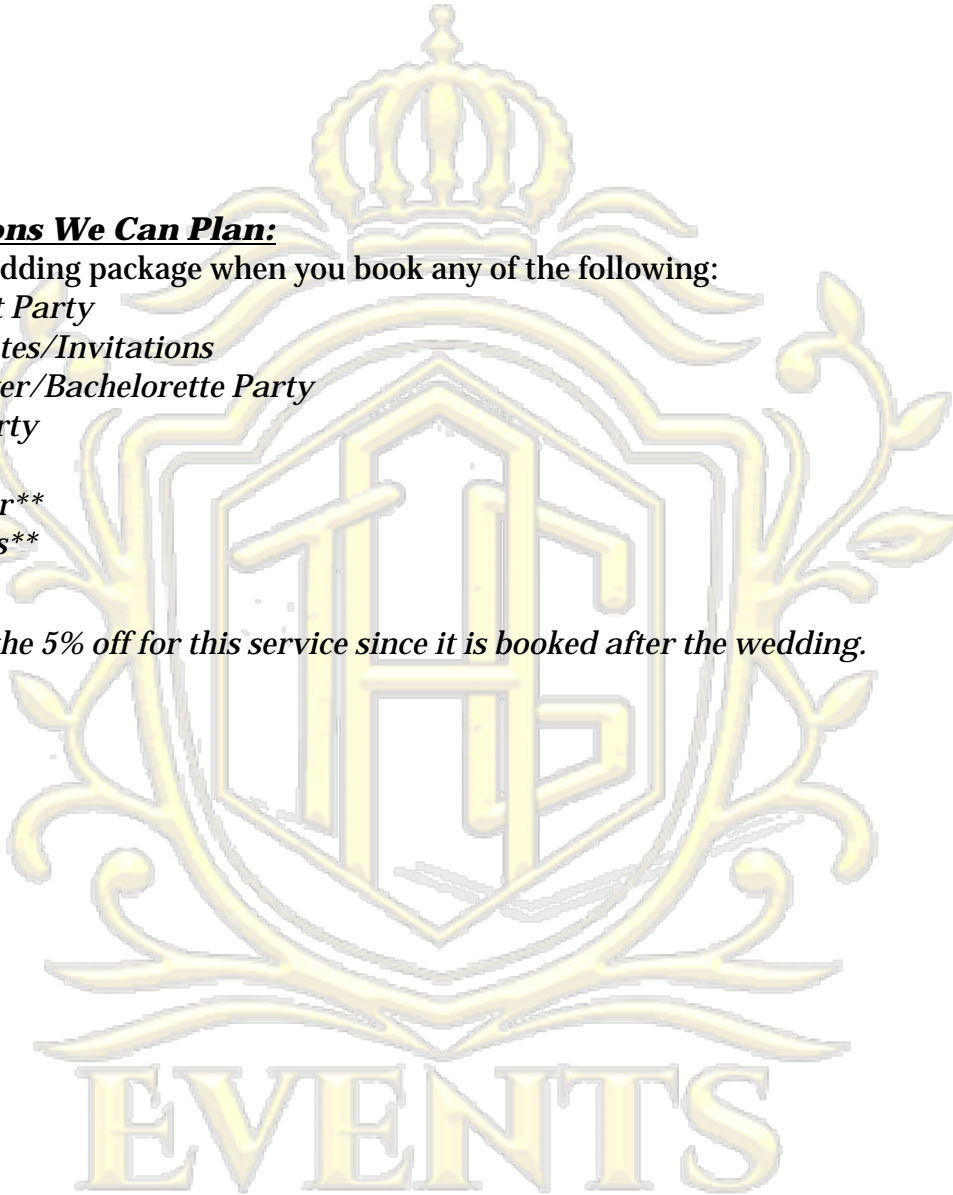 ons We Can Plan:
dding package when you book any of the following:
t Party
tes/Invitations
er/Bachelorette Party
rty
r**
s**
he 5% off for this service since it is booked after the wedding.
THG
EVENTS